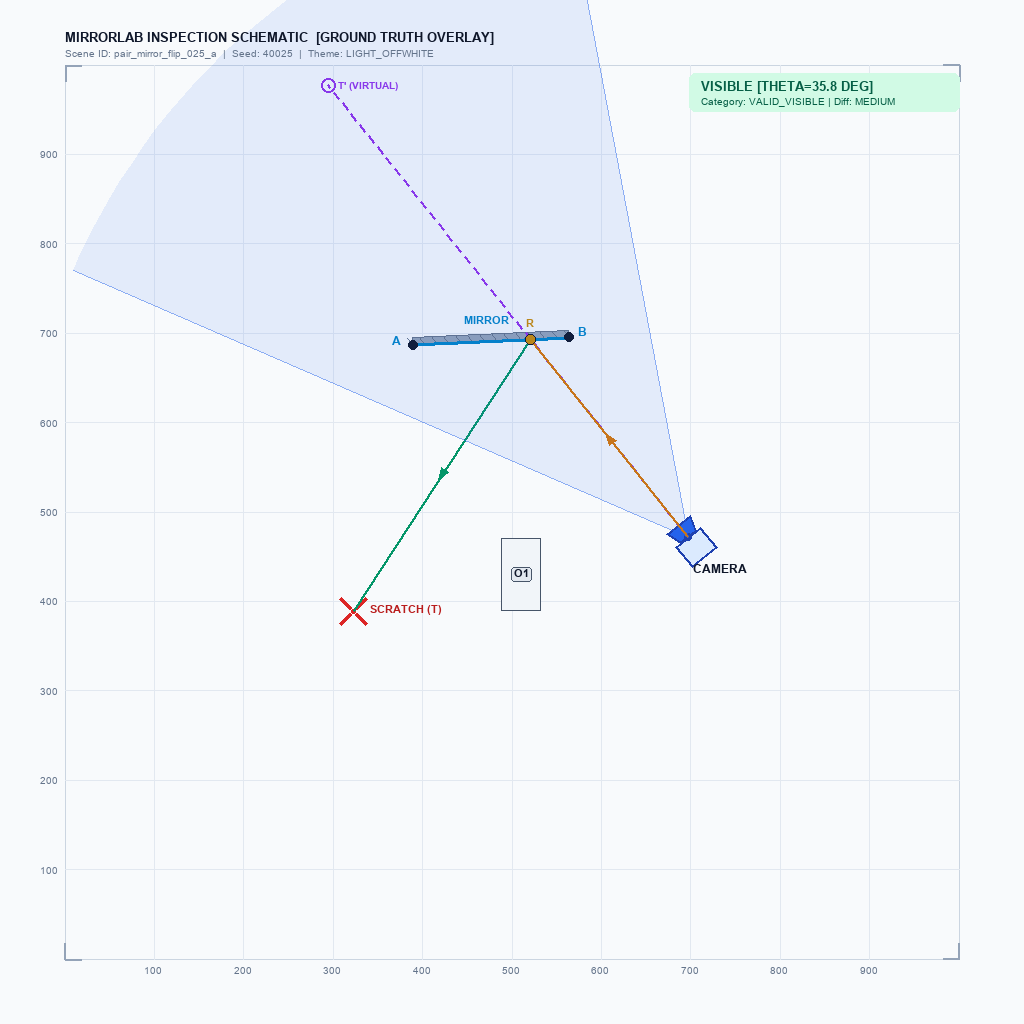 MIRRORLAB INSPECTION SCHEMATIC [GROUND TRUTH OVERLAY]
Scene ID: pair_mirror_flip_025_a | Seed: 40025 | Theme: LIGHT_OFFWHITE
VISIBLE [THETA=35.8 DEG]
Category: VALID_VISIBLE | Diff: MEDIUM
T' (VIRTUAL)
900
800
700
600
500
400
300
200
100
MIRROR
R
A
B
O1
CAMERA
SCRATCH (T)
100
200
300
400
500
600
700
800
900